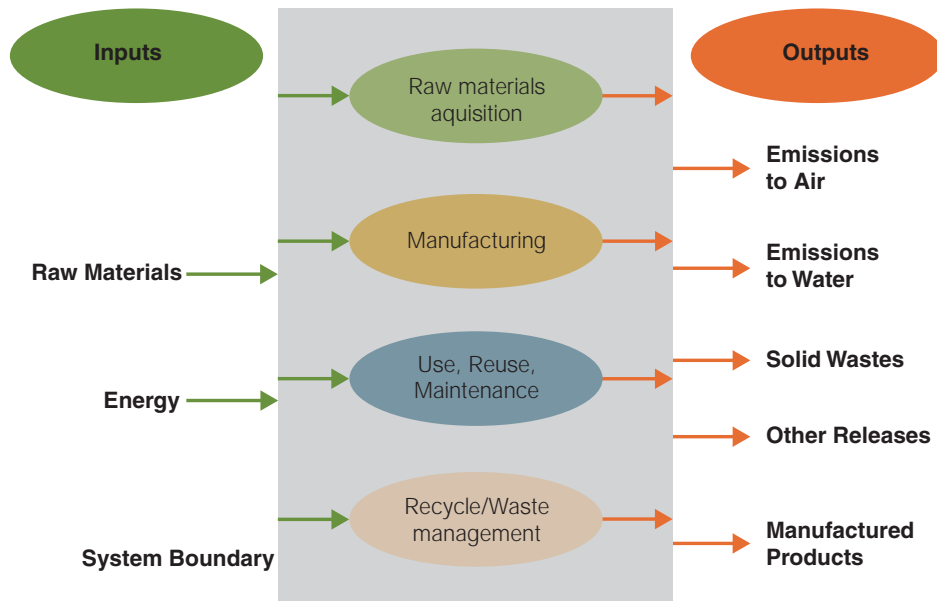 Inputs
Raw Materials
Energy
System Boundary
Raw materials
aquisition
Manufacturing
Use, Reuse,
Maintenance
Recycle/Waste
management
Outputs
Emissions
to Air
Emissions
to Water
Solid Wastes
Other Releases
Manufactured
Products